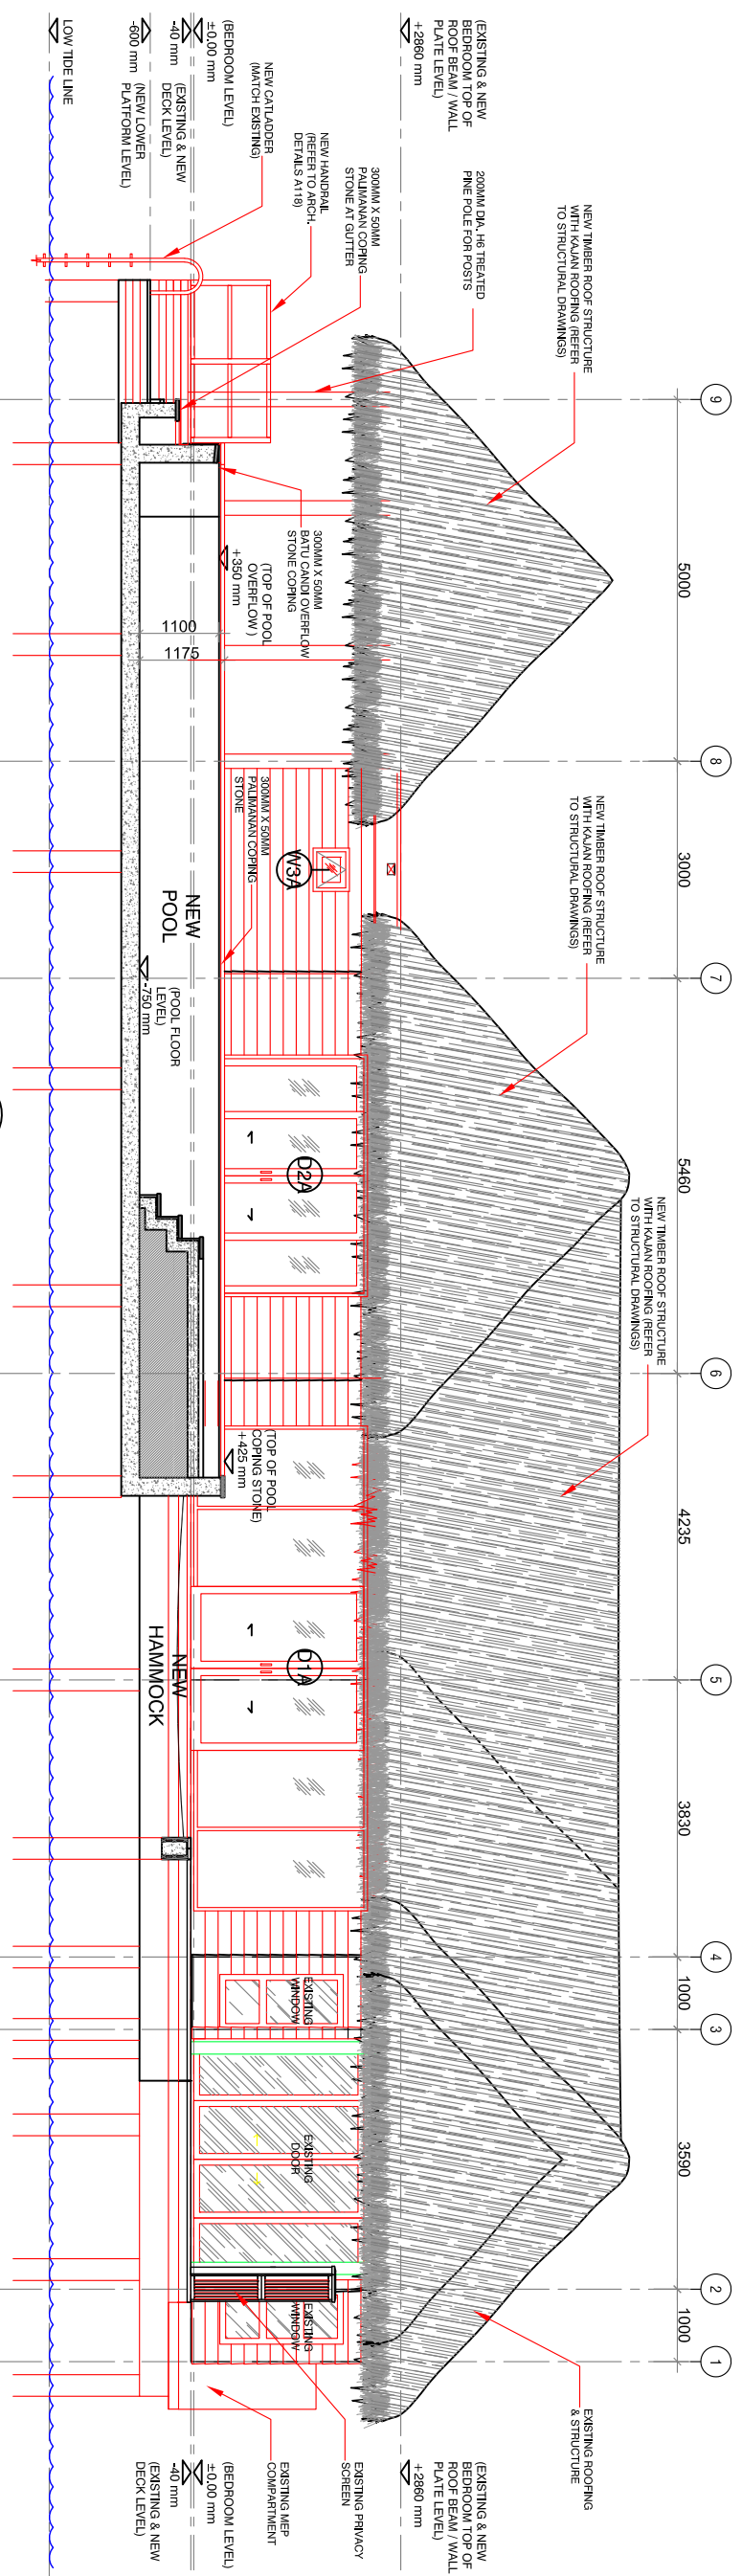 9
8
7
6
5
4
3
2
1
5000
3000
5460
4235
3830
1000
3590
1000
(EXISTING & NEW
BEDROOM TOP OF
ROOF BEAM / WALL
PLATE LEVEL)
+2860 mm
(BEDROOM LEVEL)
±0.00 mm
-40 mm
(EXISTING & NEW
DECK LEVEL)
-600 mm
(NEW LOWER
PLATFORM LEVEL)
LOW TIDE LINE
NEW CATLADDER
(MATCH EXISTING)
NEW HANDRAIL
(REFER TO ARCH.
DETAILS A118)
300MM X 50MM
PALIMANAN COPING
STONE AT GUTTER
200MM DIA. H6 TREATED
PINE POLE FOR POSTS
NEW TIMBER ROOF STRUCTURE
WITH KAJAN ROOFING (REFER
TO STRUCTURAL DRAWINGS)
300MM X 50MM
BATU CANDI OVERFLOW
STONE COPING
(TOP OF POOL
OVERFLOW )
+350 mm
1100
1175
NEW TIMBER ROOF STRUCTURE
WITH KAJAN ROOFING (REFER
TO STRUCTURAL DRAWINGS)
W3A
300MM X 50MM
PALIMANAN COPING
STONE
NEW
POOL
(POOL FLOOR
LEVEL)
-750 mm
D2A
NEW TIMBER ROOF STRUCTURE
WITH KAJAN ROOFING (REFER
TO STRUCTURAL DRAWINGS)
(TOP OF POOL
COPING STONE)
+425 mm
D1A
NEW
HAMMOCK
EXISTING
WINDOW
EXISTING
DOOR
EXISTING
WINDOW
EXISTING ROOFING
& STRUCTURE
EXISTING PRIVACY
SCREEN
EXISTING MEP
COMPARTMENT
(EXISTING & NEW
BEDROOM TOP OF
ROOF BEAM / WALL
PLATE LEVEL)
+2860 mm
(BEDROOM LEVEL)
±0.00 mm
-40 mm
(EXISTING & NEW
DECK LEVEL)